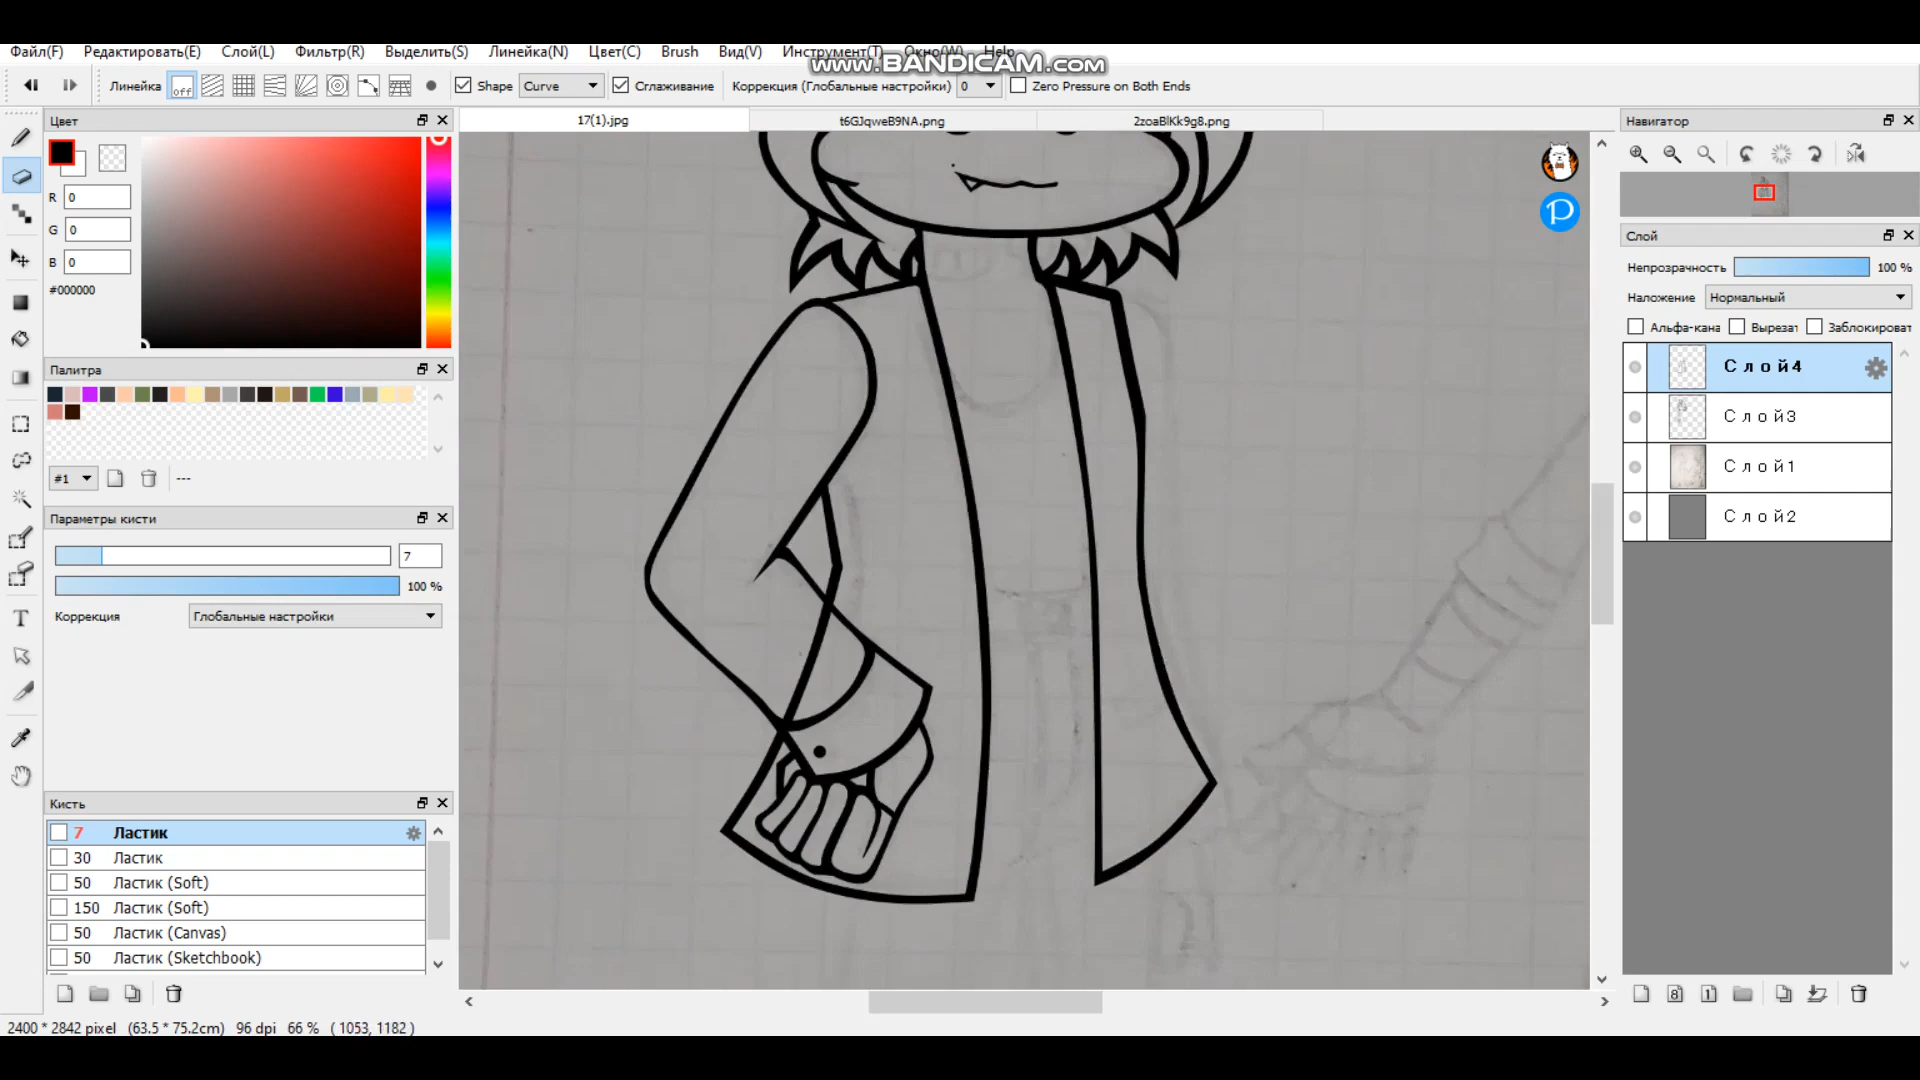 Файл(F) Редактировать(E) Слой(L) Фильтр(R) Выделить(S) Линейка(N) Цвет(C) Brush Вид(V) Инструмент(T) Окно(W) Help
www.BANDICAM.com
Линейка off Shape Curve Сглаживание Коррекция (Глобальные настройки) 0 Zero Pressure on Both Ends
Цвет
17(1).jpg
t6GJqweB9NA.png
2zoaBlKk9g8.png
Навигатор
R 0
G 0
B 0
#000000
Слой
Непрозрачность 100 %
Наложение Нормальный
Альфа-кана Вырезат Заблокироват
Слой4
Слой3
Слой1
Слой2
Палитра
#1 ---
Параметры кисти
7
100 %
Коррекция Глобальные настройки
Кисть
7 Ластик
30 Ластик
50 Ластик (Soft)
150 Ластик (Soft)
50 Ластик (Canvas)
50 Ластик (Sketchbook)
8 1
T
P
2400 * 2842 pixel (63.5 * 75.2cm) 96 dpi 66 % ( 1053, 1182 )